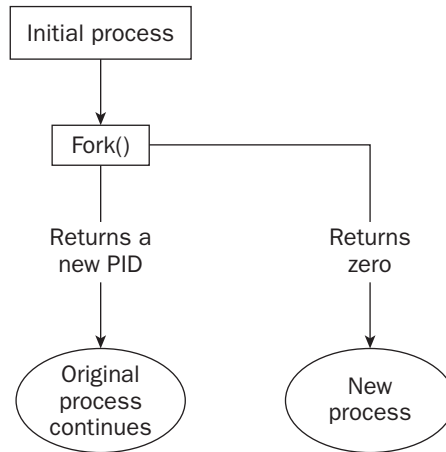 Initial process
Fork()
Returns a
new PID
Returns
zero
Original
process
continues
New
process